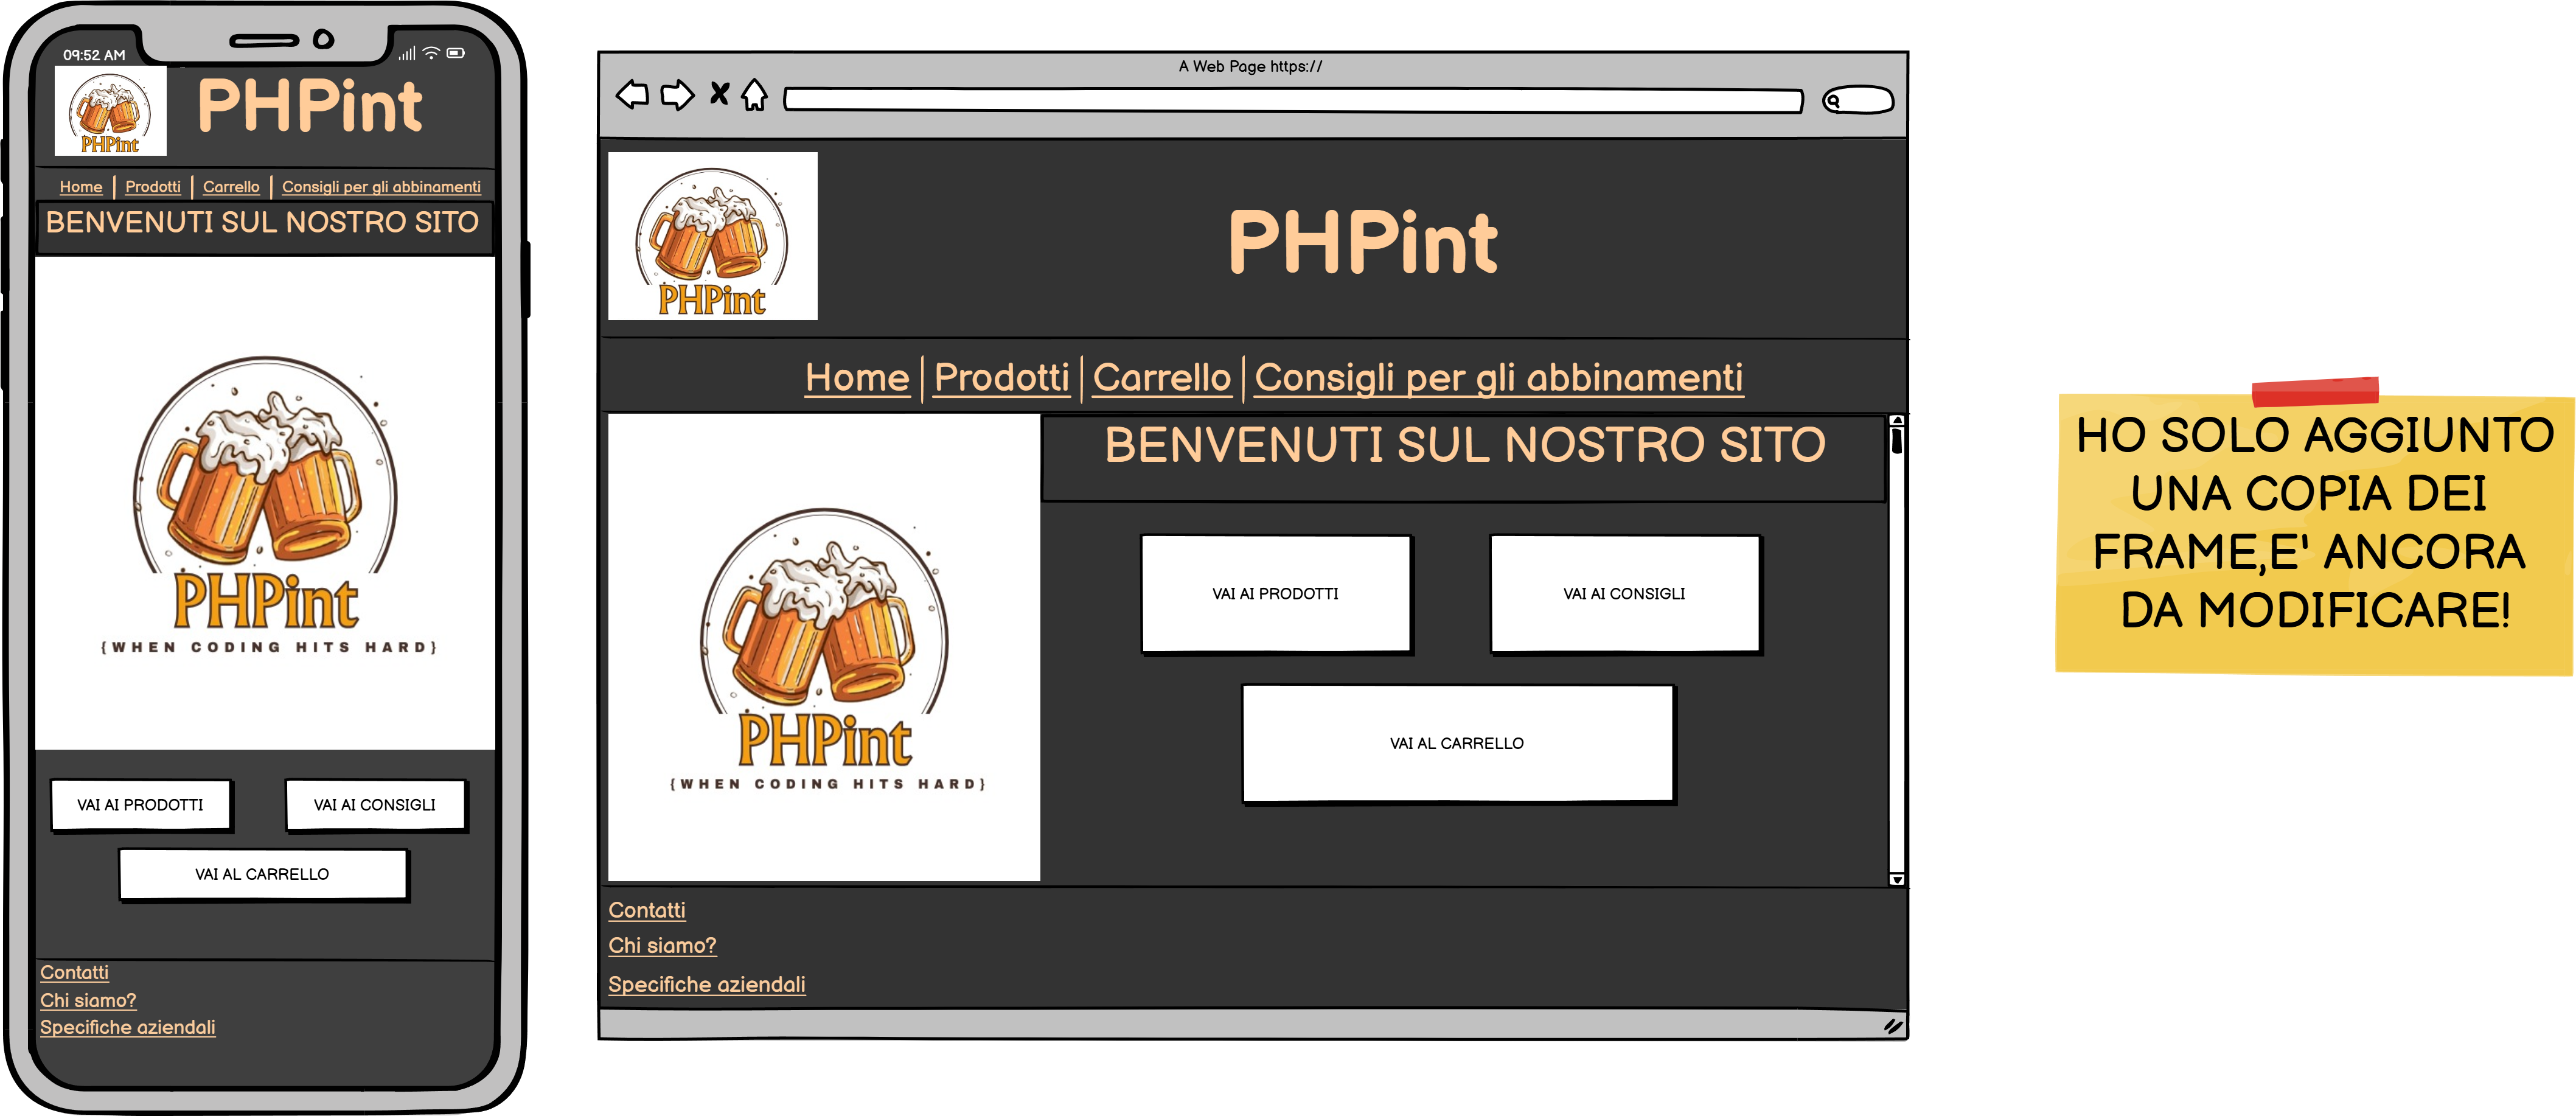 09:52 AM
PHPint
PHPint
Home | Prodotti | Carrello | Consigli per gli abbinamenti
BENVENUTI SUL NOSTRO SITO
PHPint
{WHEN CODING HITS HARD}
VAI AI PRODOTTI
VAI AI CONSIGLI
VAI AL CARRELLO
Contatti
Chi siamo?
Specifiche aziendali
A Web Page https://
PHPint
PHPint
Home | Prodotti | Carrello | Consigli per gli abbinamenti
BENVENUTI SUL NOSTRO SITO
PHPint
{WHEN CODING HITS HARD}
VAI AI PRODOTTI
VAI AI CONSIGLI
VAI AL CARRELLO
Contatti
Chi siamo?
Specifiche aziendali
HO SOLO AGGIUNTO
UNA COPIA DEI
FRAME,E' ANCORA
DA MODIFICARE!